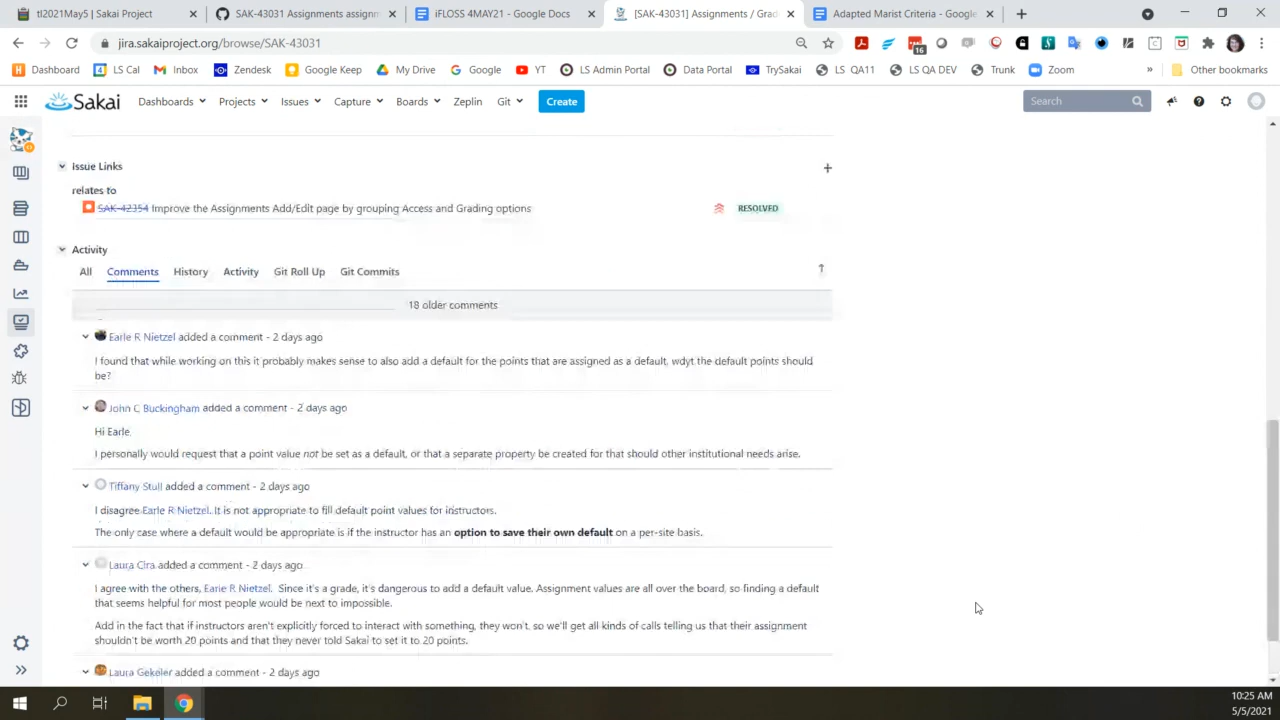 tl2021May5 | Sakai Project
SAK-43031 Assignments assignm
iFLOSS 4MAY21 - Google Docs
[SAK-43031] Assignments / Grad
Adapted Marist Criteria - Google
jira.sakaiproject.org/browse/SAK-43031
16
Dashboard
LS Cal
Inbox
Zendesk
Google Keep
My Drive
Google
YT
LS Admin Portal
Data Portal
TrySakai
LS QA11
LS QA DEV
Trunk
Zoom
»
Other bookmarks
Sakai
Dashboards
Projects
Issues
Capture
Boards
Zeplin
Git
Create
Search
Issue Links
relates to
SAK-42354 Improve the Assignments Add/Edit page by grouping Access and Grading options
RESOLVED
Activity
All
Comments
History
Activity
Git Roll Up
Git Commits
18 older comments
Earle R Nietzel added a comment - 2 days ago
I found that while working on this it probably makes sense to also add a default for the points that are assigned as a default, wdyt the default points should
be?
John C Buckingham added a comment - 2 days ago
Hi Earle,
I personally would request that a point value not be set as a default, or that a separate property be created for that should other institutional needs arise.
Tiffany Stull added a comment - 2 days ago
I disagree Earle R Nietzel. It is not appropriate to fill default point values for instructors.
The only case where a default would be appropriate is if the instructor has an option to save their own default on a per-site basis.
Laura Cira added a comment - 2 days ago
I agree with the others, Earle R Nietzel. Since it's a grade, it's dangerous to add a default value. Assignment values are all over the board, so finding a default
that seems helpful for most people would be next to impossible.
Add in the fact that if instructors aren't explicitly forced to interact with something, they won't, so we'll get all kinds of calls telling us that their assignment
shouldn't be worth 20 points and that they never told Sakai to set it to 20 points.
Laura Gekeler added a comment - 2 days ago
10:25 AM
5/5/2021